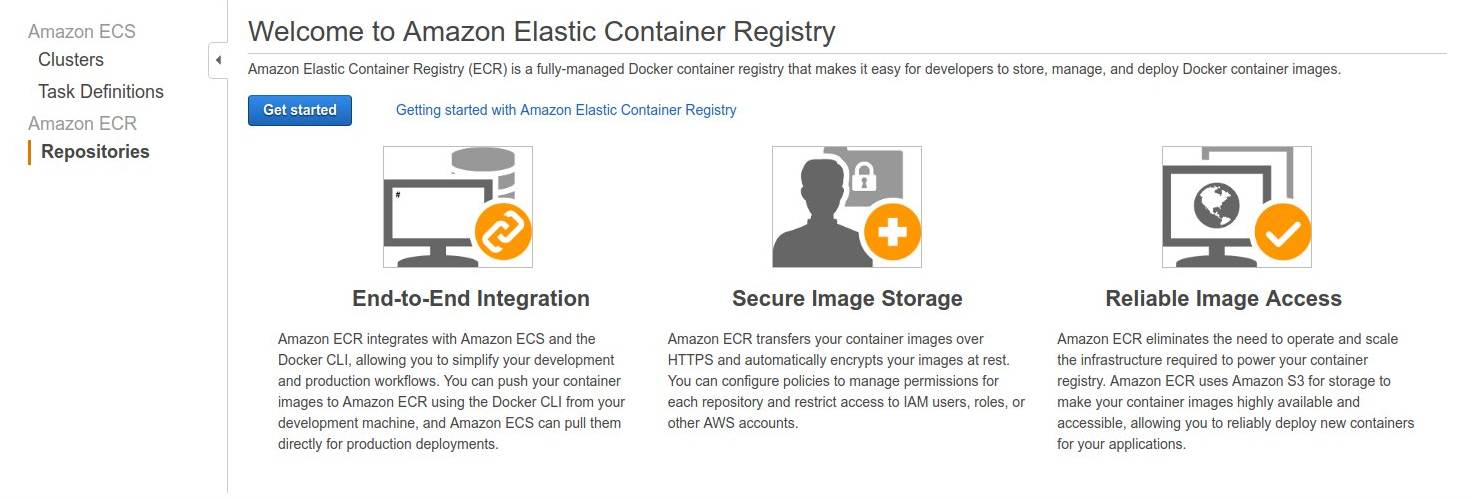 Amazon ECS
Clusters
Task Definitions
Amazon ECR
Repositories
Welcome to Amazon Elastic Container Registry
Amazon Elastic Container Registry (ECR) is a fully-managed Docker container registry that makes it easy for developers to store, manage, and deploy Docker container images.
Get started
Getting started with Amazon Elastic Container Registry
#
End-to-End Integration
Amazon ECR integrates with Amazon ECS and the
Docker CLI, allowing you to simplify your development
and production workflows. You can push your container
images to Amazon ECR using the Docker CLI from your
development machine, and Amazon ECS can pull them
directly for production deployments.
Secure Image Storage
Amazon ECR transfers your container images over
HTTPS and automatically encrypts your images at rest.
You can configure policies to manage permissions for
each repository and restrict access to IAM users, roles, or
other AWS accounts.
Reliable Image Access
Amazon ECR eliminates the need to operate and scale
the infrastructure required to power your container
registry. Amazon ECR uses Amazon S3 for storage to
make your container images highly available and
accessible, allowing you to reliably deploy new containers
for your applications.